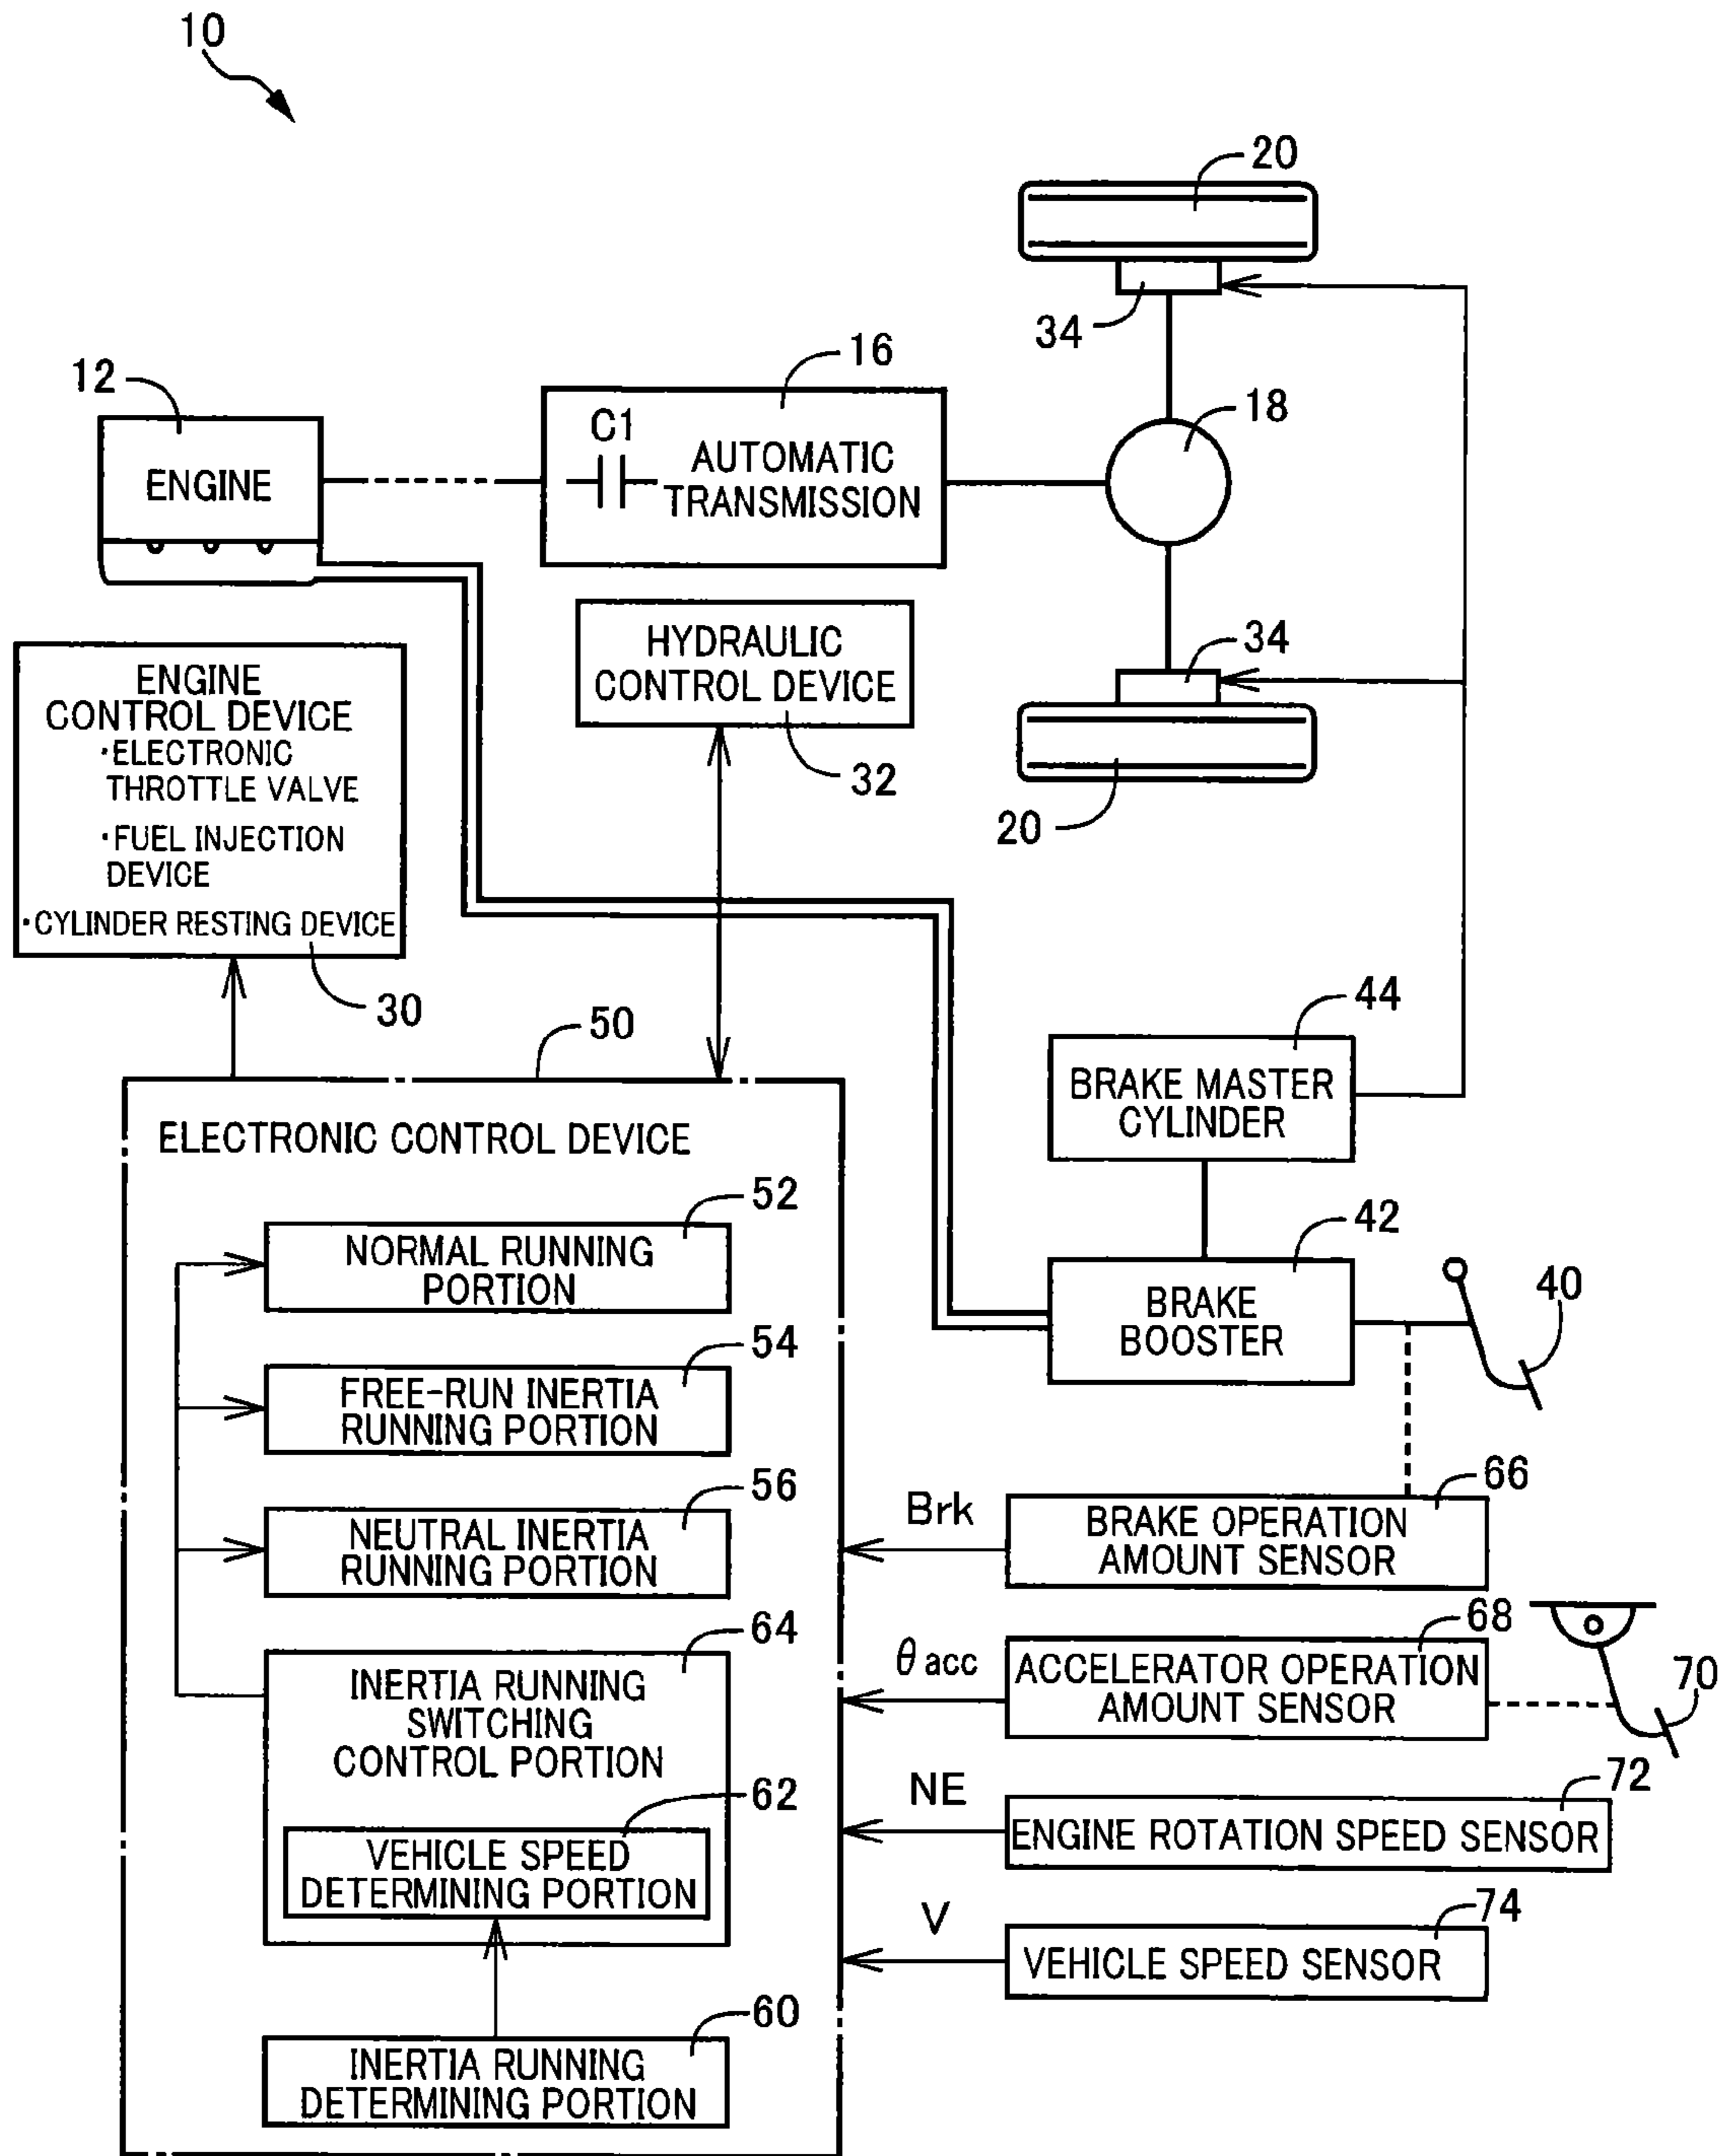 10
20
34
16
12
18
C1
ENGINE
AUTOMATIC
TRANSMISSION
34
HYDRAULIC
CONTROL DEVICE
32
20
ENGINE
CONTROL DEVICE
·ELECTRONIC
THROTTLE VALVE
·FUEL INJECTION
DEVICE
·CYLINDER RESTING DEVICE
30
50
44
BRAKE MASTER
CYLINDER
ELECTRONIC CONTROL DEVICE
52
NORMAL RUNNING
PORTION
42
BRAKE
BOOSTER
40
54
FREE-RUN INERTIA
RUNNING PORTION
56
NEUTRAL INERTIA
RUNNING PORTION
Brk
66
BRAKE OPERATION
AMOUNT SENSOR
64
INERTIA RUNNING
SWITCHING
CONTROL PORTION
θacc
68
ACCELERATOR OPERATION
AMOUNT SENSOR
70
62
VEHICLE SPEED
DETERMINING PORTION
NE
72
ENGINE ROTATION SPEED SENSOR
V
74
VEHICLE SPEED SENSOR
60
INERTIA RUNNING
DETERMINING PORTION